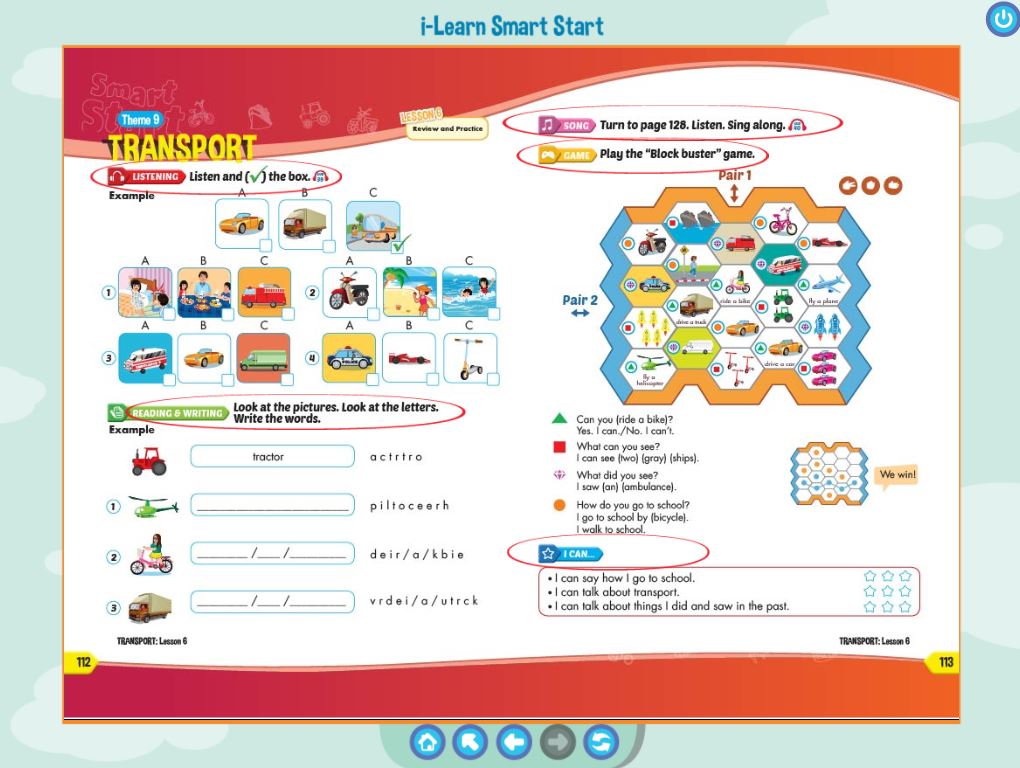 i-Learn Smart Start
Smart
Start
Theme 9
TRANSPORT
LESSON 6
Review and Practice
LISTENING Listen and (✓) the box.
Example
A B C
A B C
1
A B C
2
A B C
3
A B C
4
READING & WRITING Look at the pictures. Look at the letters.
Write the words.
Example
tractor a c t r t r o
1 ____________ p i l t o c e e r h
2 ________ /____ /_________ d e i r / a / k b i e
3 ________ /____ /_________ v r d e i / a / u t r c k
TRANSPORT: Lesson 6
112
SONG Turn to page 128. Listen. Sing along.
GAME Play the “Block buster” game.
Pair 1
Pair 2
ride a bike
fly a plane
drive a truck
drive a car
fly a
helicopter
Can you (ride a bike)?
Yes. I can./No. I can't.
What can you see?
I can see (two) (gray) (ships).
What did you see?
I saw (an) (ambulance).
How do you go to school?
I go to school by (bicycle).
I walk to school.
We win!
I CAN...
• I can say how I go to school.
• I can talk about transport.
• I can talk about things I did and saw in the past.
TRANSPORT: Lesson 6
113